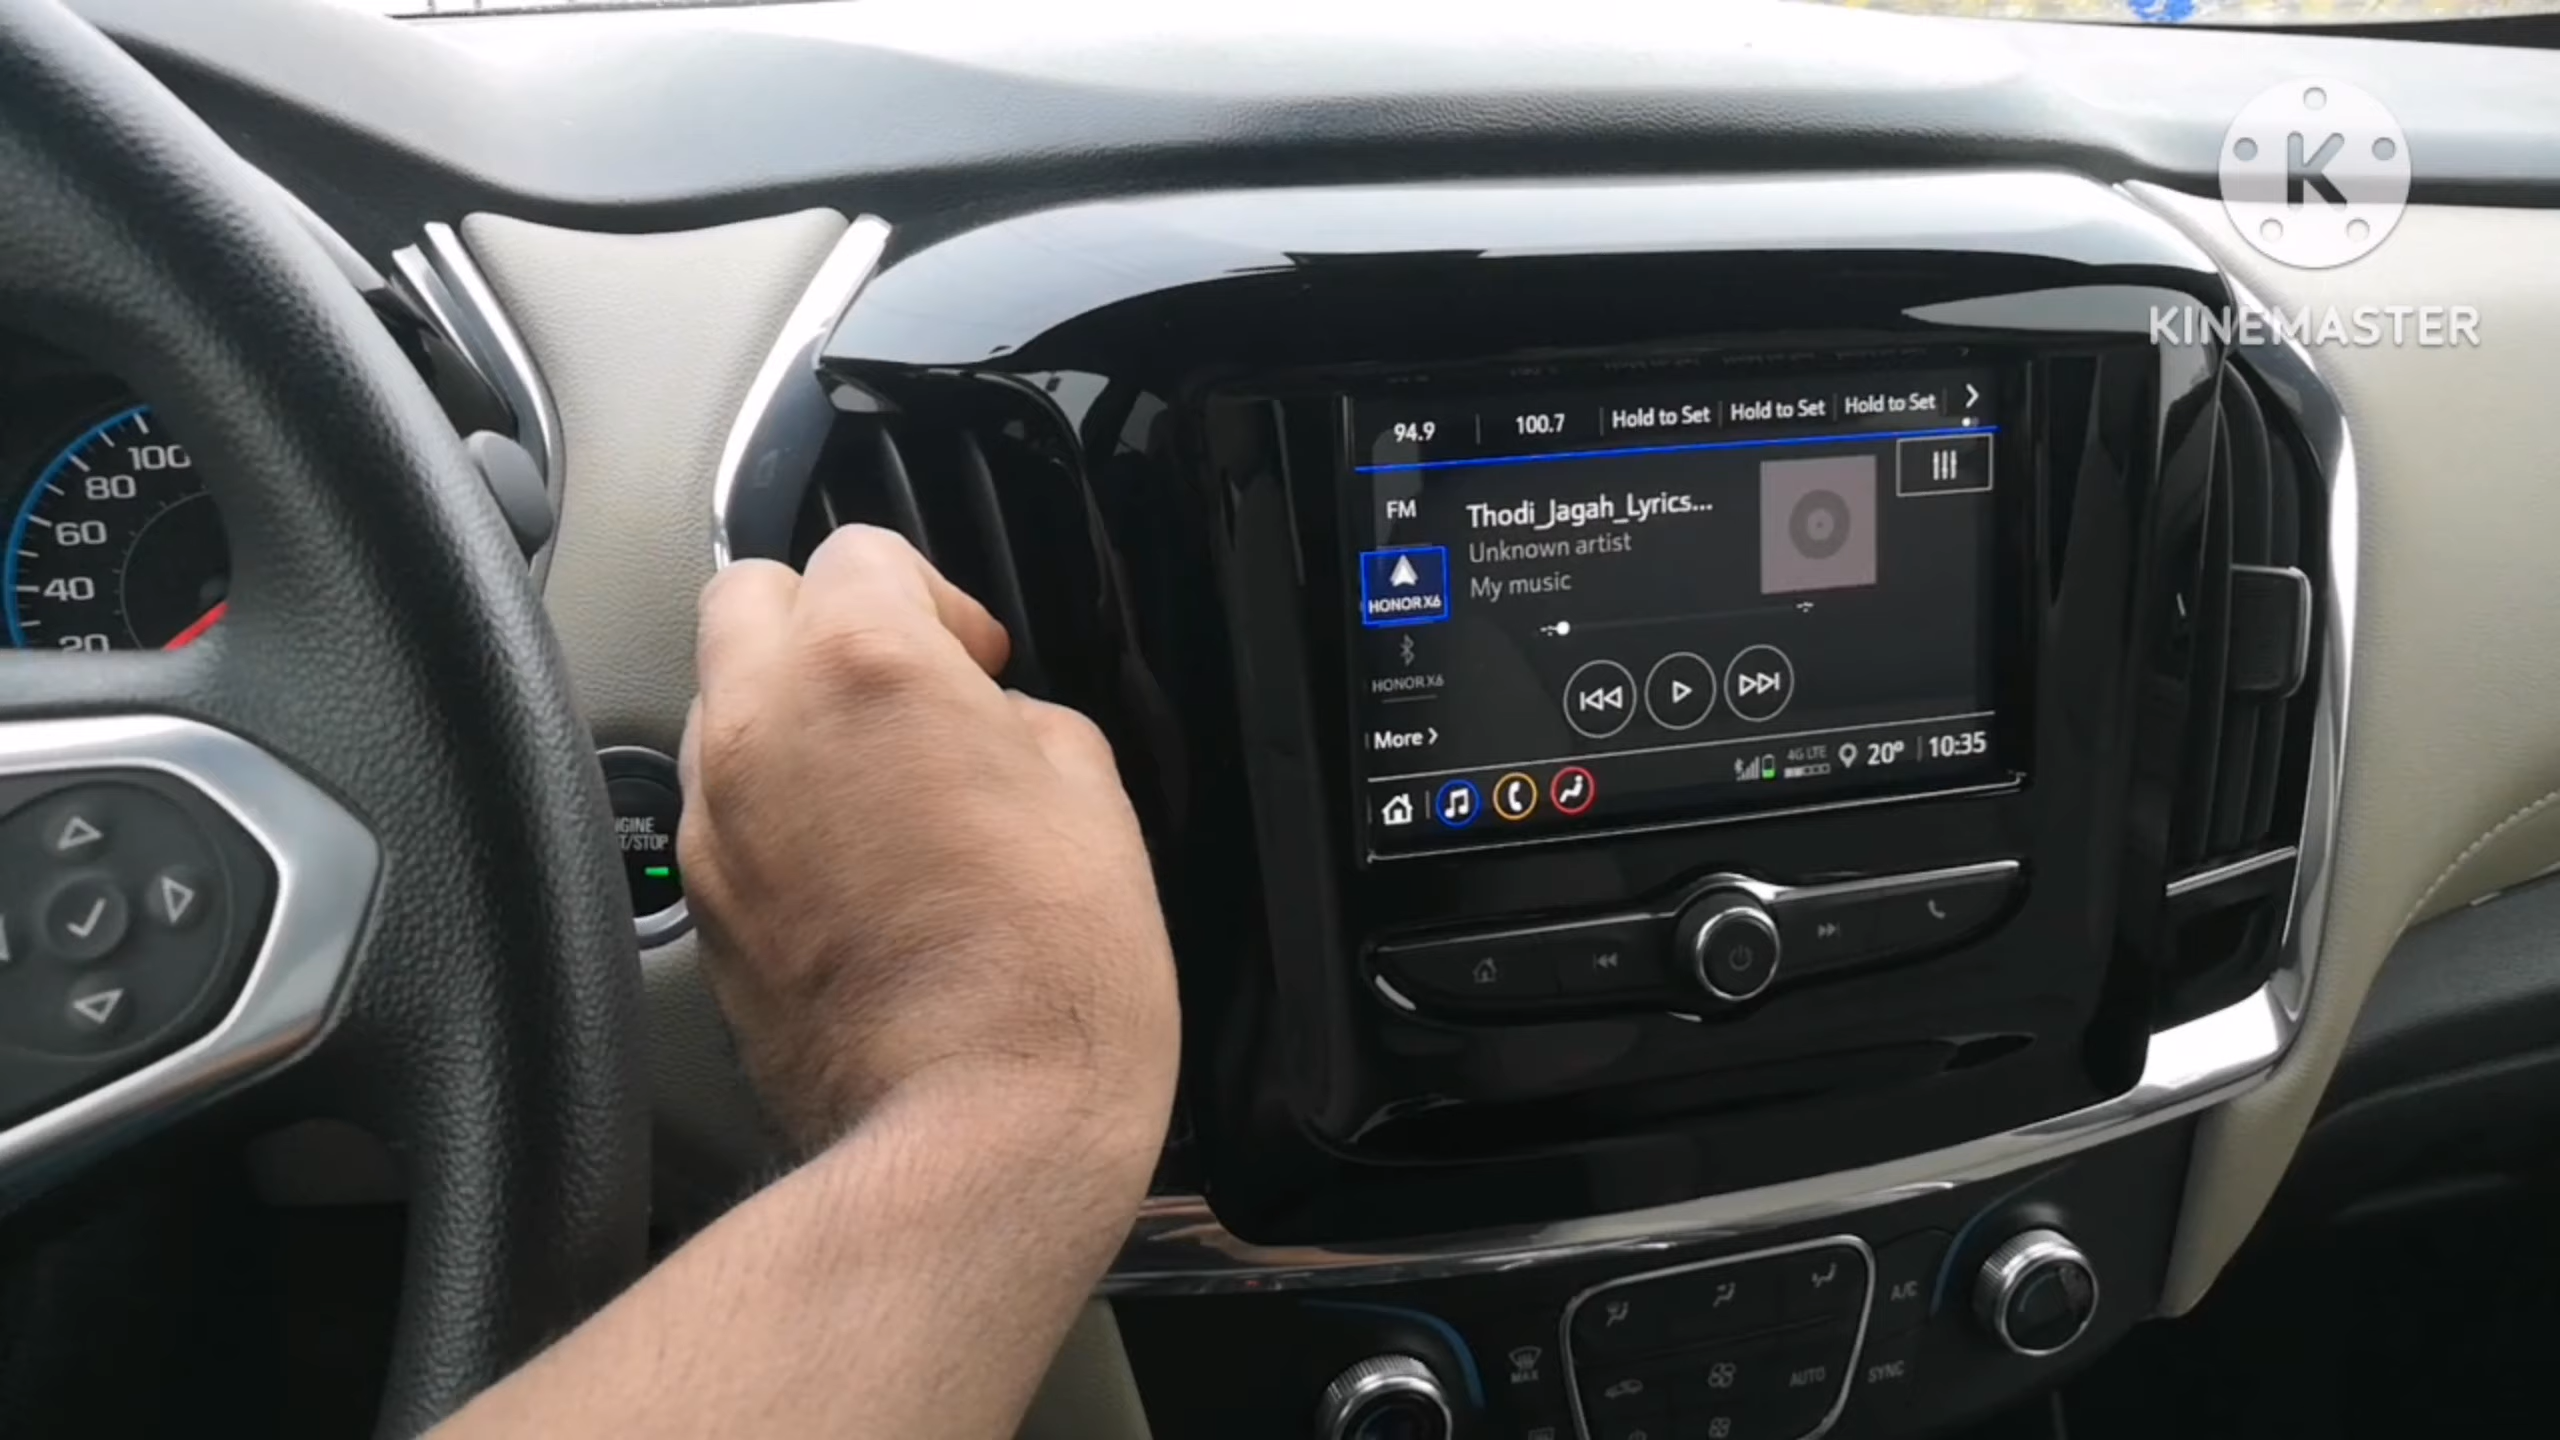 KINEMASTER
94.9 100.7 Hold to Set Hold to Set Hold to Set
FM
Thodi_Jagah_Lyrics...
Unknown artist
My music
HONOR X6
HONOR X6
More
4G LTE 20° 10:35
100
80
60
40
20
GINE
T/STOP
A/C
MAX
AUTO
SYNC